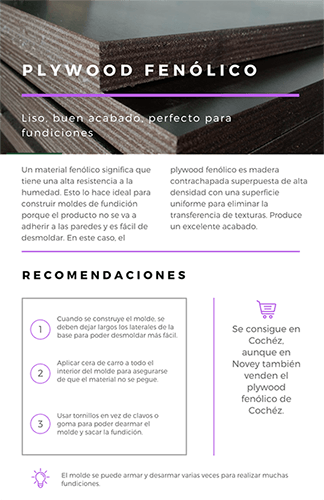 PLYWOOD FENÓLICO
Liso, buen acabado, perfecto para
fundiciones
Un material fenólico significa que
tiene una alta resistencia a la
humedad. Esto lo hace ideal para
construir moldes de fundición
porque el producto no se va a
adherir a las paredes y es fácil de
desmoldar. En este caso, el
plywood fenólico es madera
contrachapada superpuesta de alta
densidad con una superficie
uniforme para eliminar la
transferencia de texturas. Produce
un excelente acabado.
RECOMENDACIONES
1
Cuando se construye el molde, se
deben dejar largos los laterales de la
base para poder desmoldar más fácil.
2
Aplicar cera de carro a todo el
interior del molde para asegurarse
de que el material no se pegue.
3
Usar tornillos en vez de clavos o
goma para poder dearmar el
molde y sacar la fundición.
Se consigue en
Cochéz,
aunque en
Novey también
venden el
plywood
fenólico de
Cochéz.
El molde se puede armar y desarmar varias veces para realizar muchas
fundiciones.